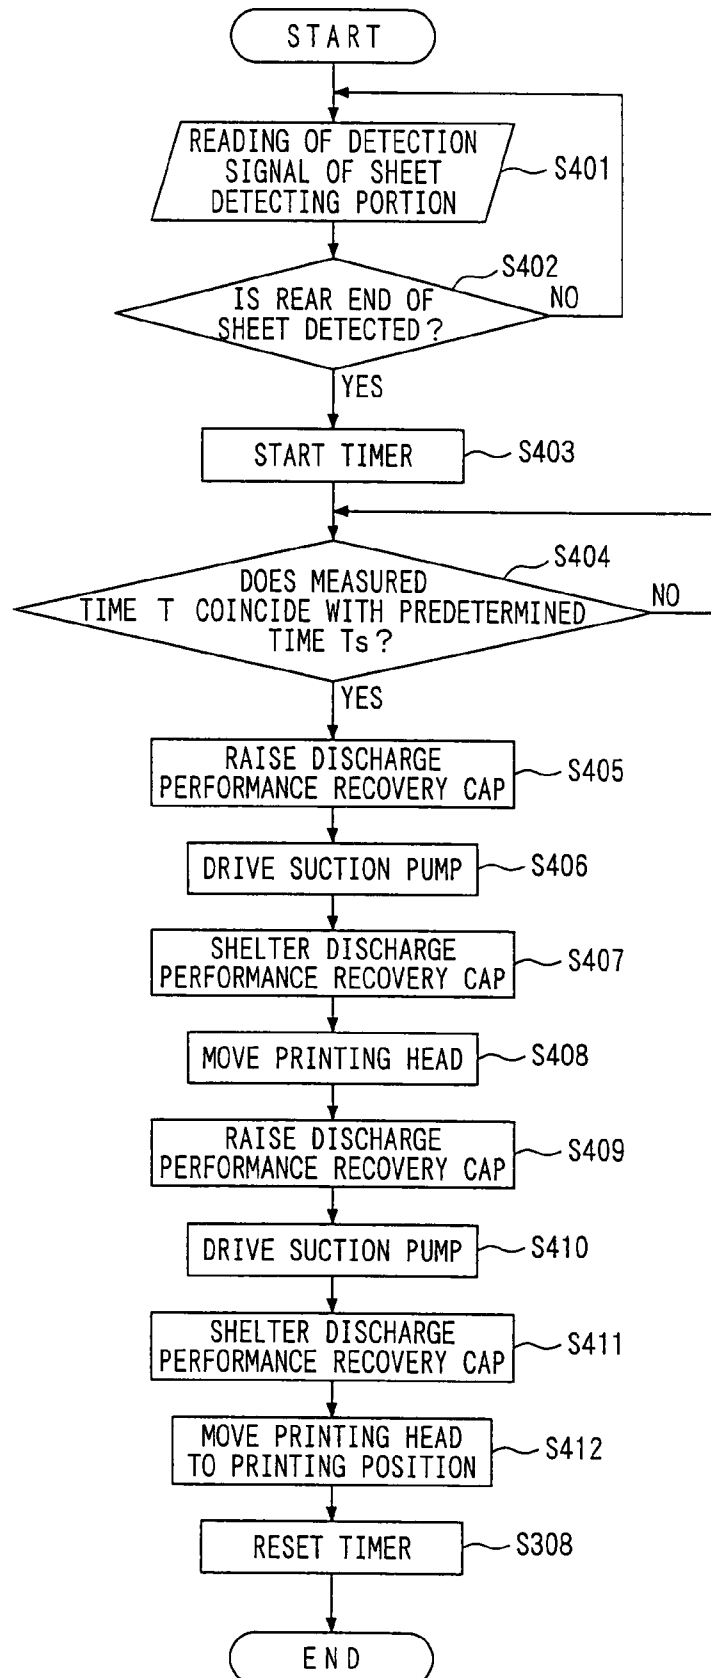 START
READING OF DETECTION
SIGNAL OF SHEET
DETECTING PORTION
S401
S402
IS REAR END OF
SHEET DETECTED?
NO
YES
START TIMER
S403
S404
DOES MEASURED
TIME T COINCIDE WITH PREDETERMINED
TIME Ts?
NO
YES
RAISE DISCHARGE
PERFORMANCE RECOVERY CAP
S405
DRIVE SUCTION PUMP
S406
SHELTER DISCHARGE
PERFORMANCE RECOVERY CAP
S407
MOVE PRINTING HEAD
S408
RAISE DISCHARGE
PERFORMANCE RECOVERY CAP
S409
DRIVE SUCTION PUMP
S410
SHELTER DISCHARGE
PERFORMANCE RECOVERY CAP
S411
MOVE PRINTING HEAD
TO PRINTING POSITION
S412
RESET TIMER
S308
END